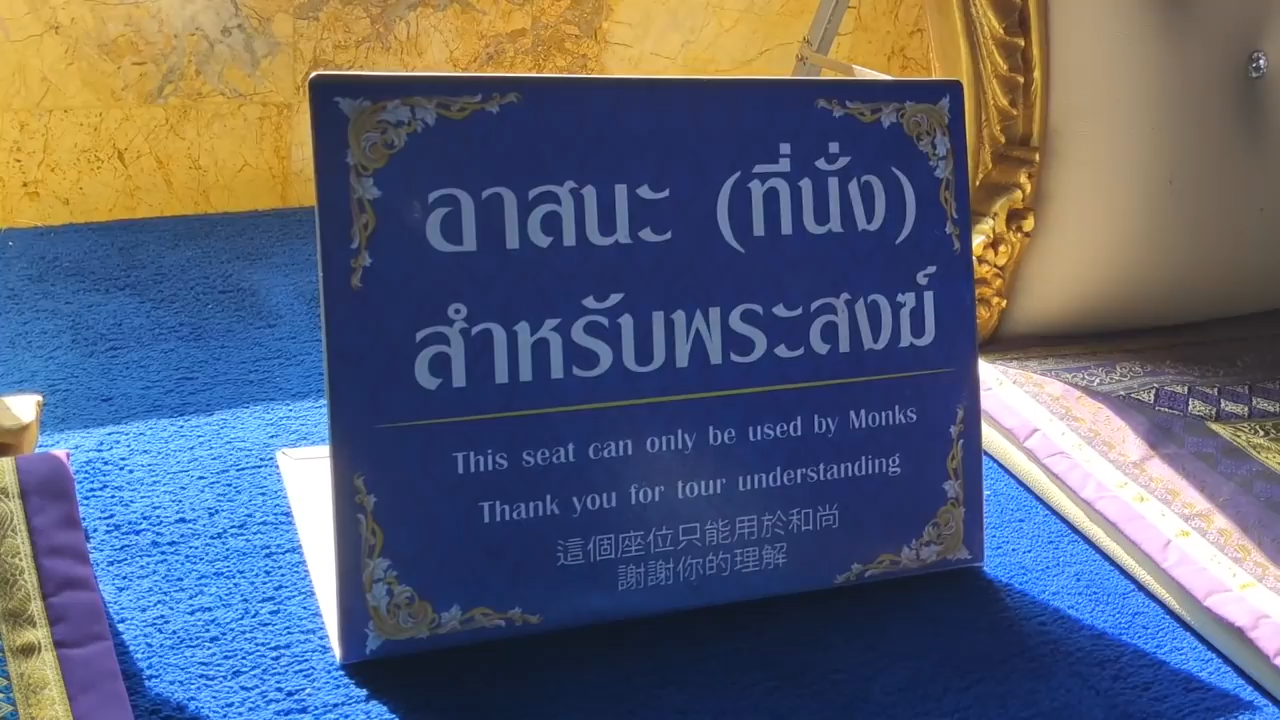 อาสนะ (ที่นั่ง)
สำหรับพระสงฆ์
This seat can only be used by Monks
Thank you for tour understanding
這個座位只能用於和尚
謝謝你的理解